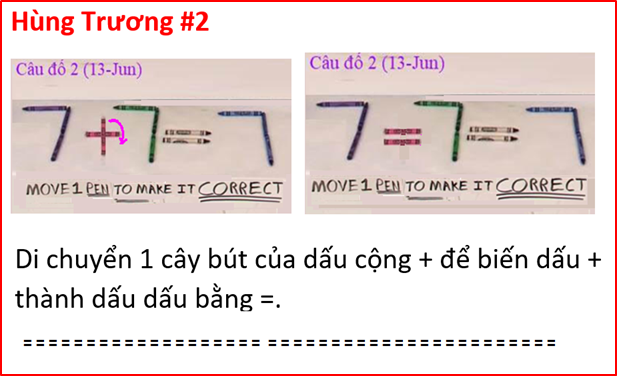 Hùng Trương #2
Câu đố 2 (13-Jun)
7 + 7 = 7
MOVE 1 PEN TO MAKE IT CORRECT
Câu đố 2 (13-Jun)
7 = 7 = 7
MOVE 1 PEN TO MAKE IT CORRECT
Di chuyển 1 cây bút của dấu cộng + để biến dấu +
thành dấu dấu bằng =.
= = = = = = = = = = = = = = = = = = = = = = = = = = = = = = = = = = = = = = = = = =